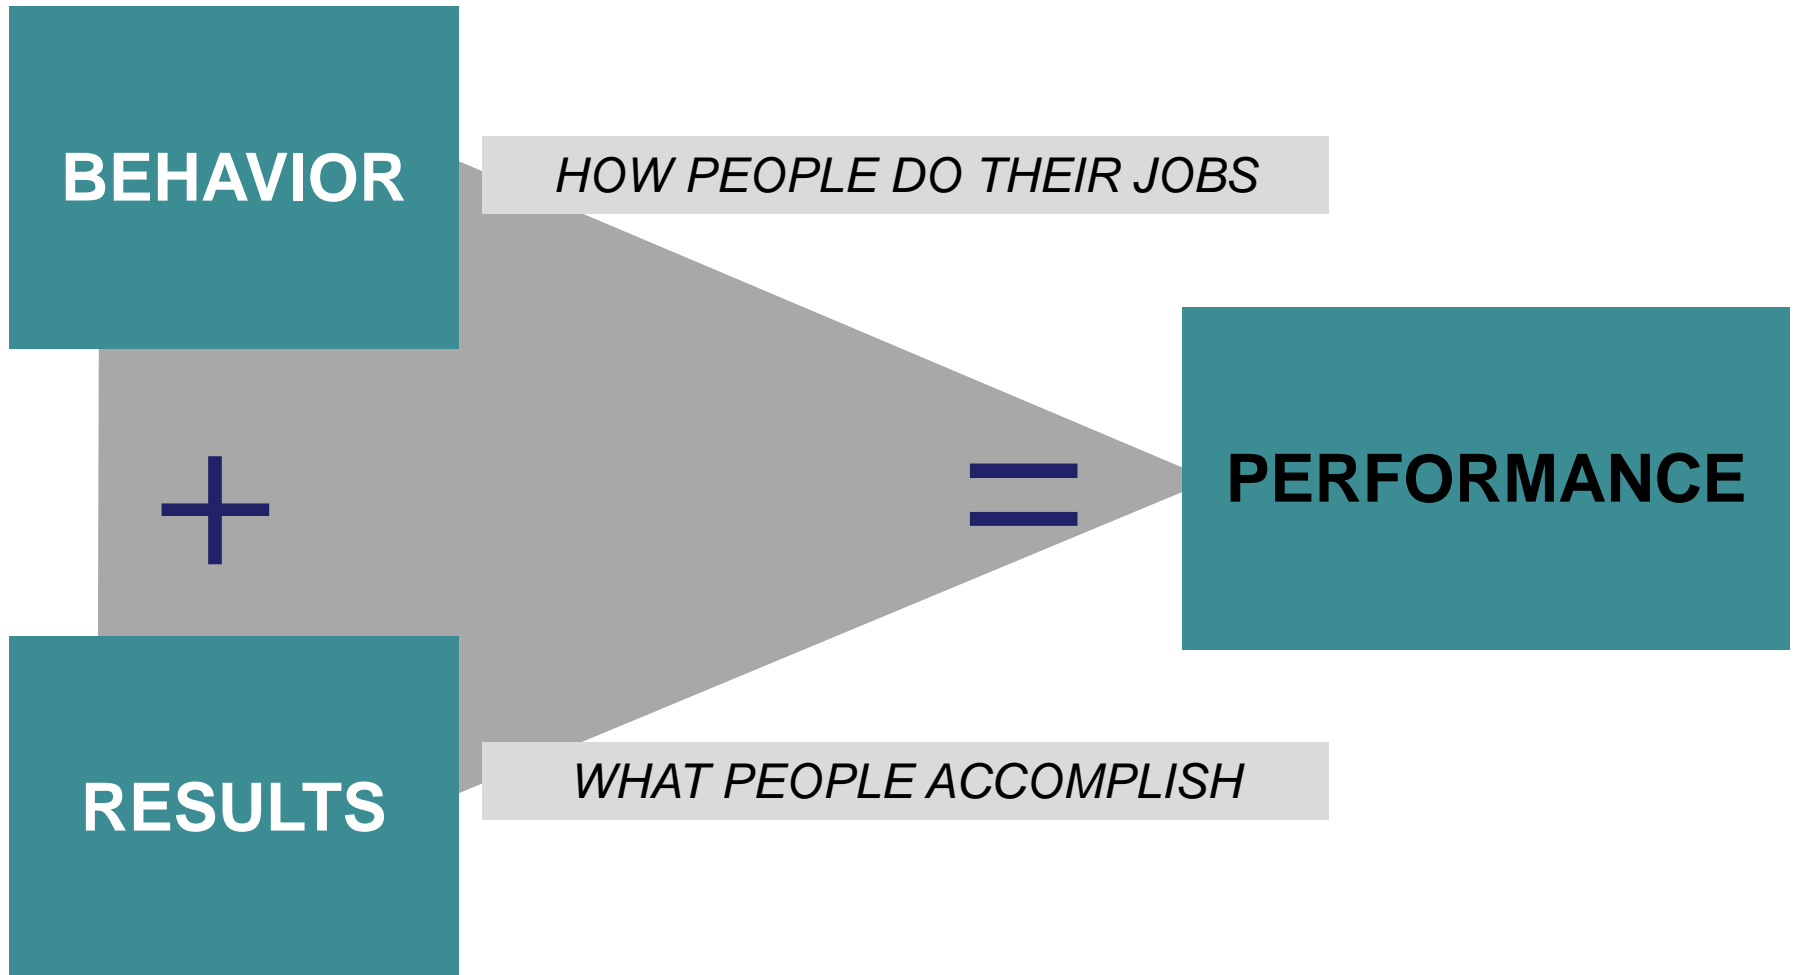 BEHAVIOR
HOW PEOPLE DO THEIR JOBS
+
=
PERFORMANCE
RESULTS
WHAT PEOPLE ACCOMPLISH